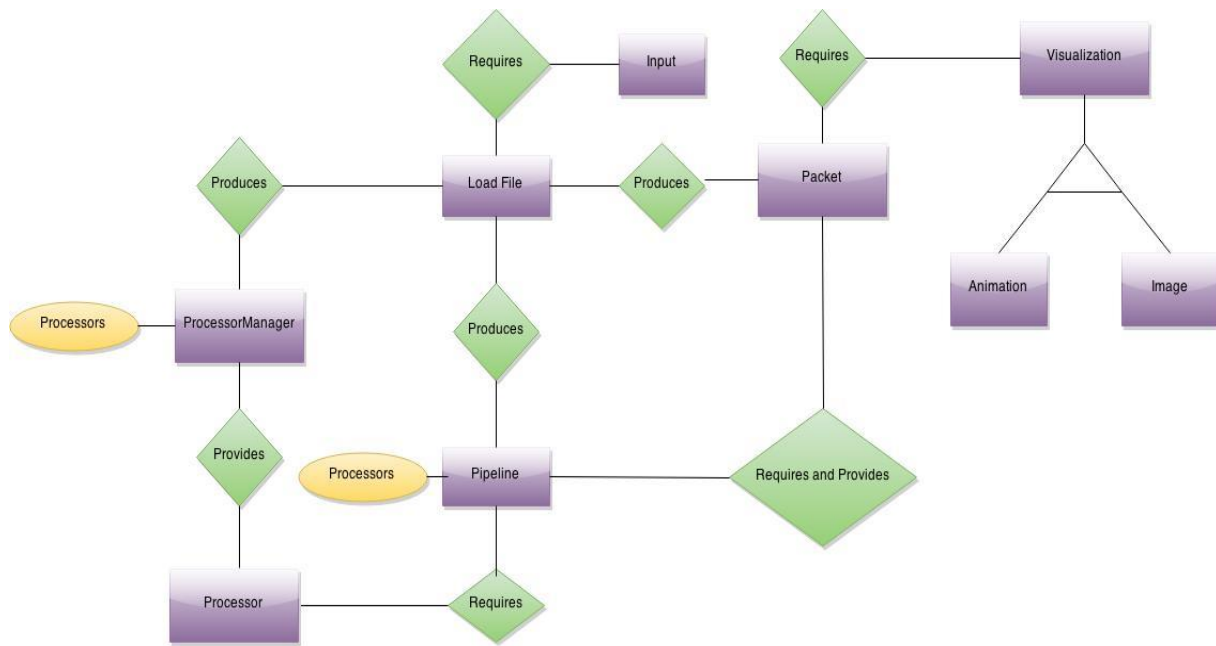 Requires
Input
Requires
Visualization
Produces
Load File
Produces
Packet
Animation
Image
Processors
ProcessorManager
Produces
Provides
Processors
Pipeline
Requires and Provides
Processor
Requires